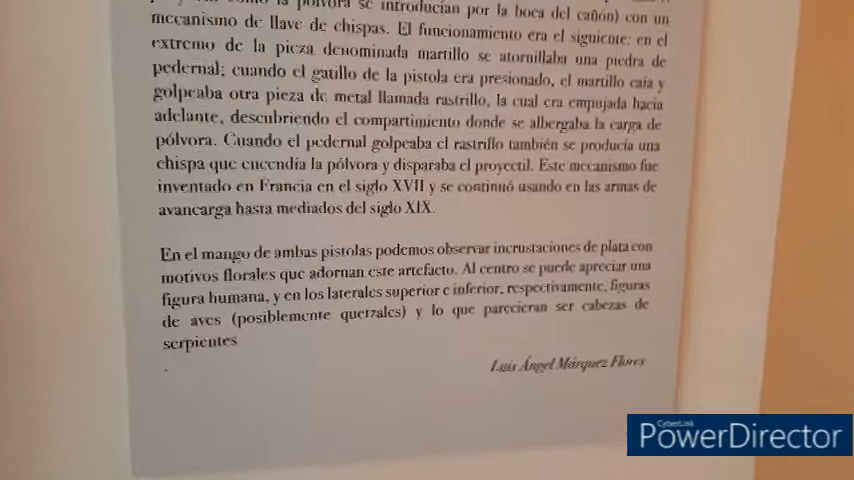 como la pólvora se introducían por la boca del cañón) con un
mecanismo de llave de chispas. El funcionamiento era el siguiente: en el
extremo de la pieza denominada martillo se atornillaba una piedra de
pedernal; cuando el gatillo de la pistola era presionado, el martillo caía y
golpeaba otra pieza de metal llamada rastrillo, la cual era empujada hacia
adelante, descubriendo el compartimiento donde se albergaba la carga de
pólvora. Cuando el pedernal golpeaba el rastrillo también se producía una
chispa que encendía la pólvora y disparaba el proyectil. Este mecanismo fue
inventado en Francia en el siglo XVII y se continuó usando en las armas de
avancarga hasta mediados del siglo XIX.
En el mango de ambas pistolas podemos observar incrustaciones de plata con
motivos florales que adornan este artefacto. Al centro se puede apreciar una
figura humana, y en los laterales superior e inferior, respectivamente, figuras
de aves (posiblemente quetzales) y lo que parecieran ser cabezas de
serpientes
.
Luis Ángel Márquez Flores
CyberLink
PowerDirector